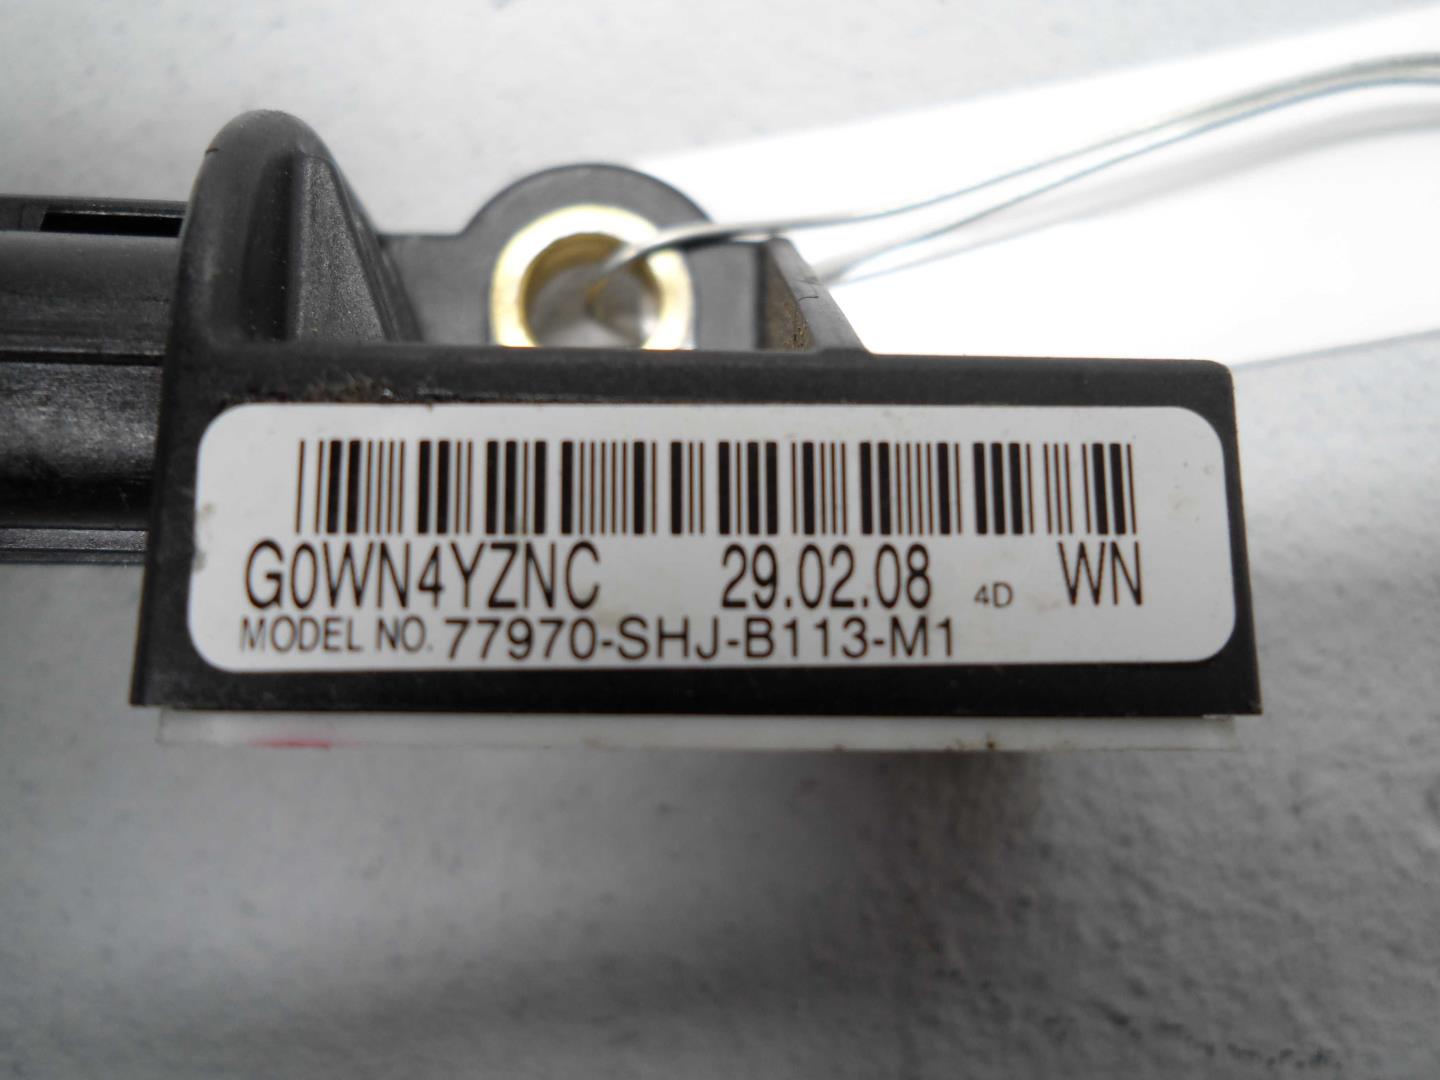 G0WN4YZNC 29.02.08 4D WN
MODEL NO. 77970-SHJ-B113-M1